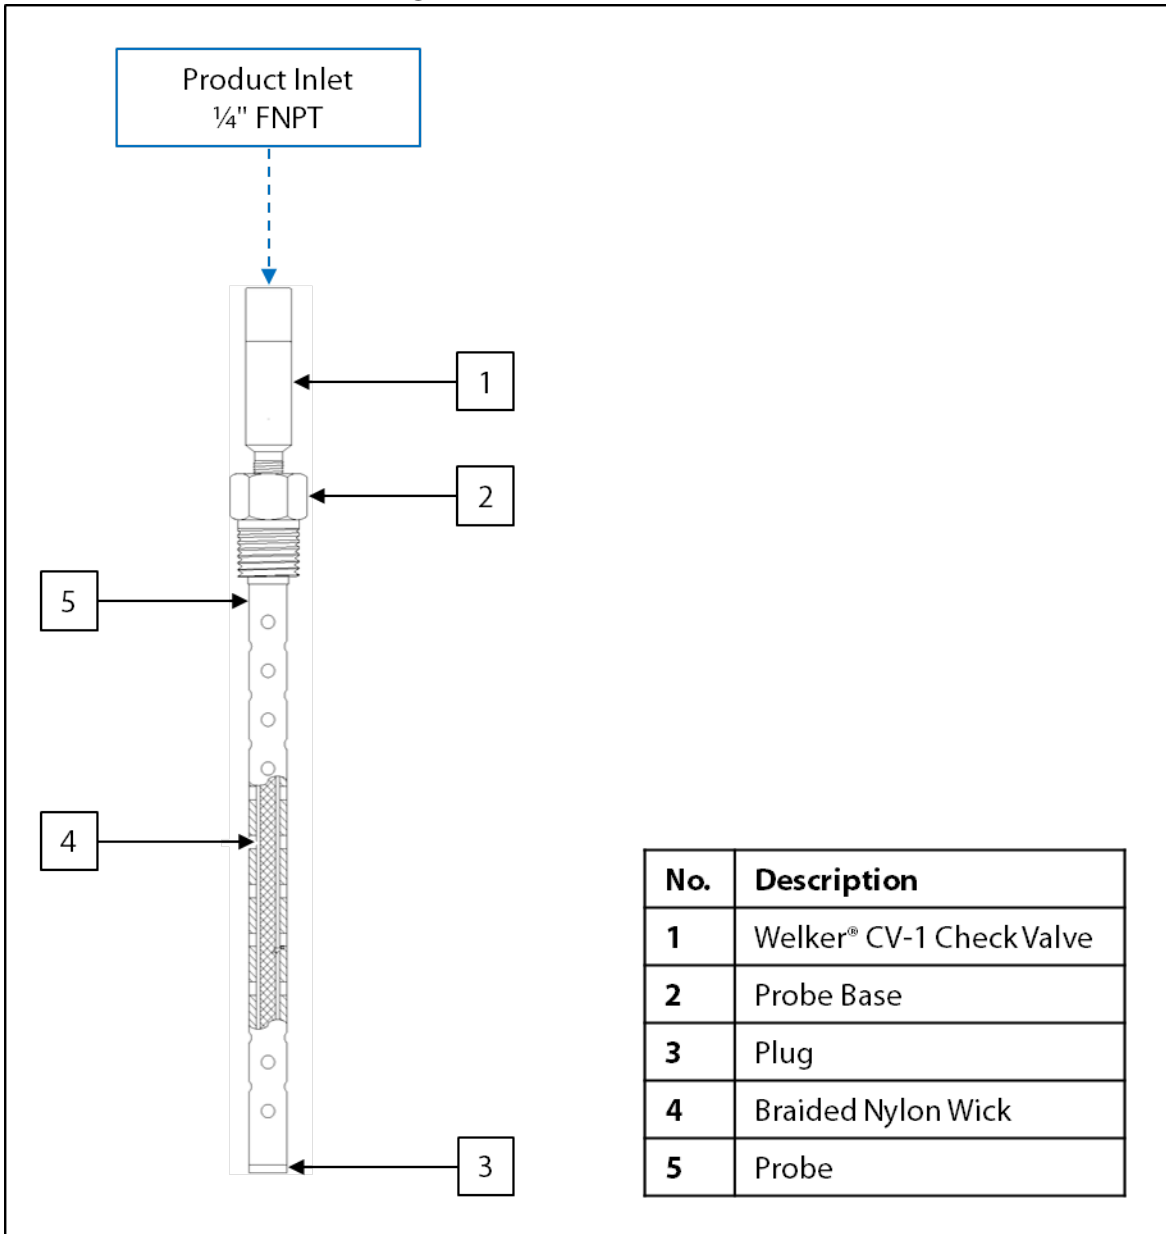 Product Inlet
¼" FNPT
1
2
5
4
3
No. Description
1 Welker® CV-1 Check Valve
2 Probe Base
3 Plug
4 Braided Nylon Wick
5 Probe